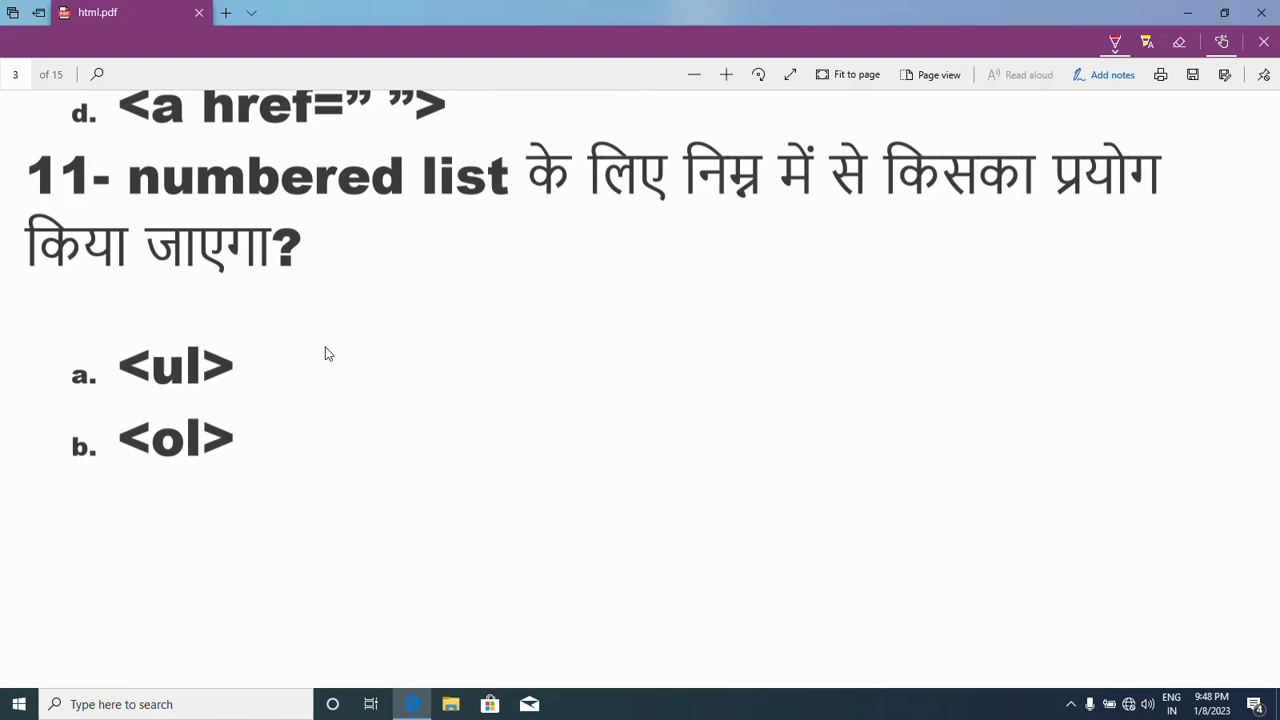 html.pdf
3 of 15 Fit to page Page view Read aloud Add notes
d. <a href=” ”>
11- numbered list के लिए निम्न में से किसका प्रयोग
किया जाएगा?
a. <ul>
b. <ol>
Type here to search
ENG 9:48 PM
IN 1/8/2023
4